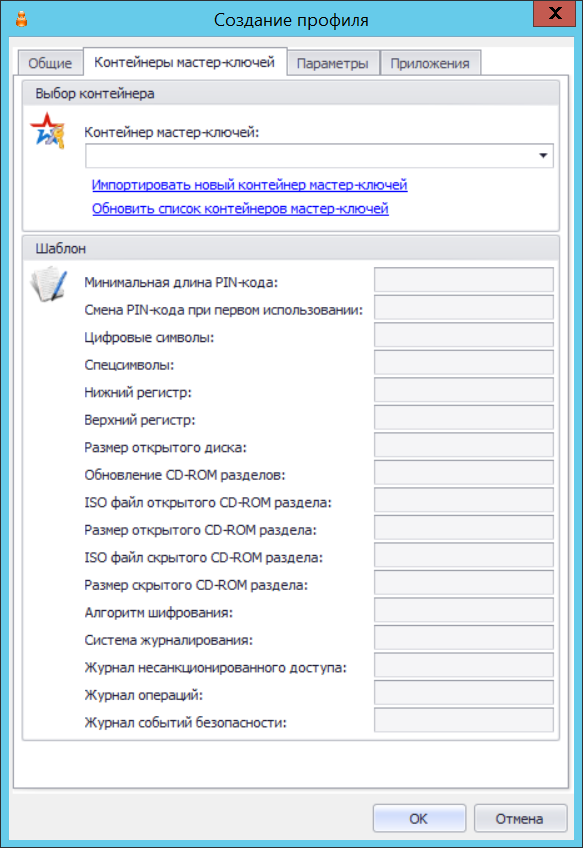 Создание профиля
Общие
Контейнеры мастер-ключей
Параметры
Приложения
Выбор контейнера
Контейнер мастер-ключей:
Импортировать новый контейнер мастер-ключей
Обновить список контейнеров мастер-ключей
Шаблон
Минимальная длина PIN-кода:
Смена PIN-кода при первом использовании:
Цифровые символы:
Спецсимволы:
Нижний регистр:
Верхний регистр:
Размер открытого диска:
Обновление CD-ROM разделов:
ISO файл открытого CD-ROM раздела:
Размер открытого CD-ROM раздела:
ISO файл скрытого CD-ROM раздела:
Размер скрытого CD-ROM раздела:
Алгоритм шифрования:
Система журналирования:
Журнал несанкционированного доступа:
Журнал операций:
Журнал событий безопасности:
OK
Отмена